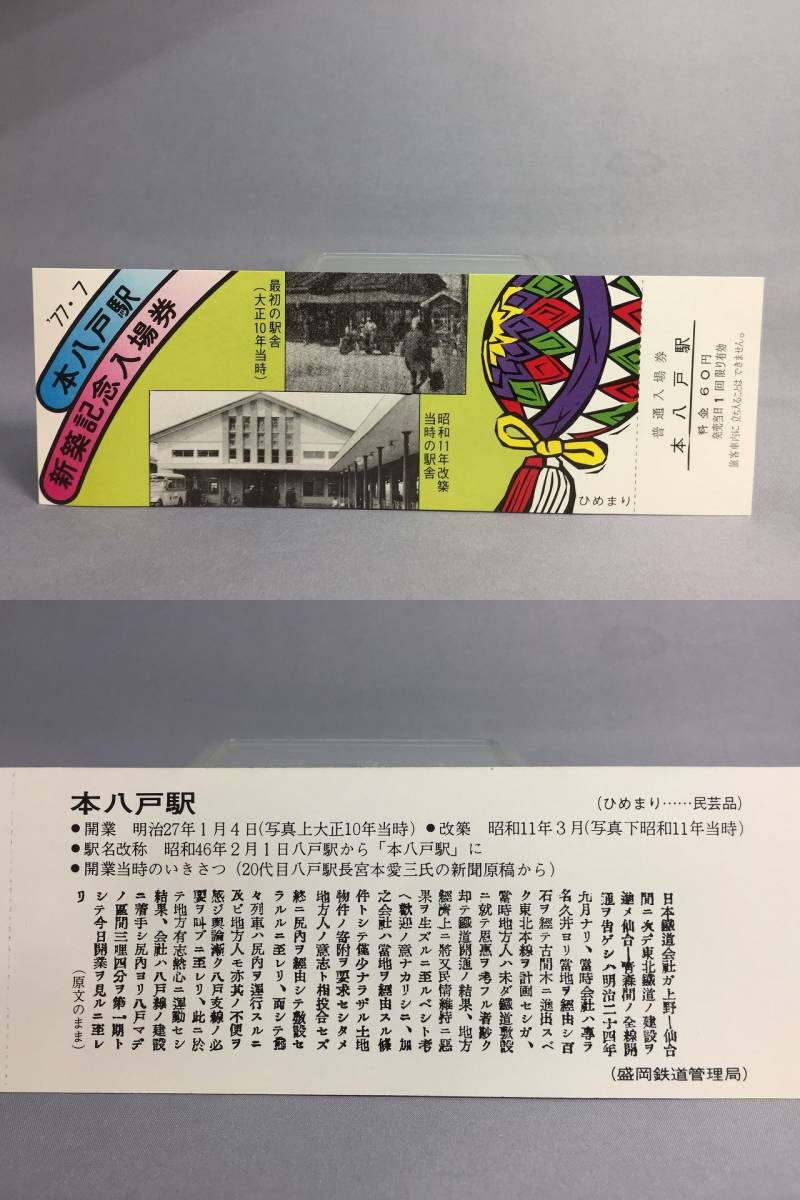 '77.7
本八戸駅
新築記念入場券
最初の駅舎
(大正10年当時)
昭和11年改築
当時の駅舎
ひめまり
普通入場券
本八戸駅
料金60円
発売当日1回限り有効
旅客車内に立ち入ることはできません。
本八戸駅
(ひめまり……民芸品)
●開業 明治27年1月4日(写真上大正10年当時) ●改築 昭和11年3月(写真下昭和11年当時)
●駅名改称 昭和46年2月1日八戸駅から「本八戸駅」に
●開業当時のいきさつ(20代目八戸駅長宮本愛三氏の新聞原稿から)
日本鐵道会社ガ上野―仙台
間ニ次デ東北鐵道ノ建設ヲ
進メ仙台―青森間ノ全線開
通ヲ告ゲシハ明治二十四年
九月ナリ、當時会社ハ専ラ
名久井ヨリ當地ヲ經由シ百
石ヲ經テ古間木ニ進出スベ
ク東北本線ヲ計画セシガ、
當時地方人ハ未ダ鐵道敷設
ニ就テ恩惠ヲ考フル者尠ク
却テ鐵道開通ノ結果、地方
經濟上ニ將又民情維持ニ惡
果ヲ生ズルニ至ルベシト考
へ歡迎ノ意ナカリシニ、加
之会社ハ當地ヲ經由スル條
件トシテ僅少ナラザル土地
物件ノ寄附ヲ要求セシタメ
地方人ノ意志ト相投合セズ
終ニ尻内ヲ經由シテ敷設セ
ラルルニ至レリ、而シテ爾
々列車ハ尻内ヲ運行スルニ
及ビ地方人モ亦其ノ不便ヲ
感ジ輿論漸ク八戸支線ノ必
要ヲ叫ブニ至レリ、此ニ於
テ地方有志熱心ニ運動セシ
結果、会社ハ八戸線ノ建設
ニ着手シ尻内ヨリ八戸マデ
ノ區間三哩四分ヲ第一期ト
シテ今日開業ヲ見ルニ至レ
リ
(原文のまま)
(盛岡鉄道管理局)